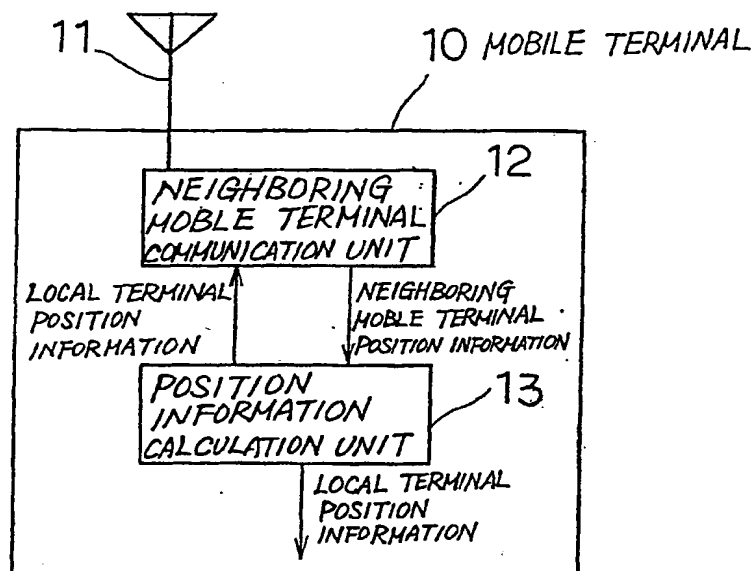 11
10 MOBILE TERMINAL
12
NEIGHBORING
MOBLE TERMINAL
COMMUNICATION UNIT
LOCAL TERMINAL
POSITION
INFORMATION
NEIGHBORING
MOBLE TERMINAL
POSITION INFORMATION
13
POSITION
INFORMATION
CALCULATION UNIT
LOCAL TERMINAL
POSITION
INFORMATION